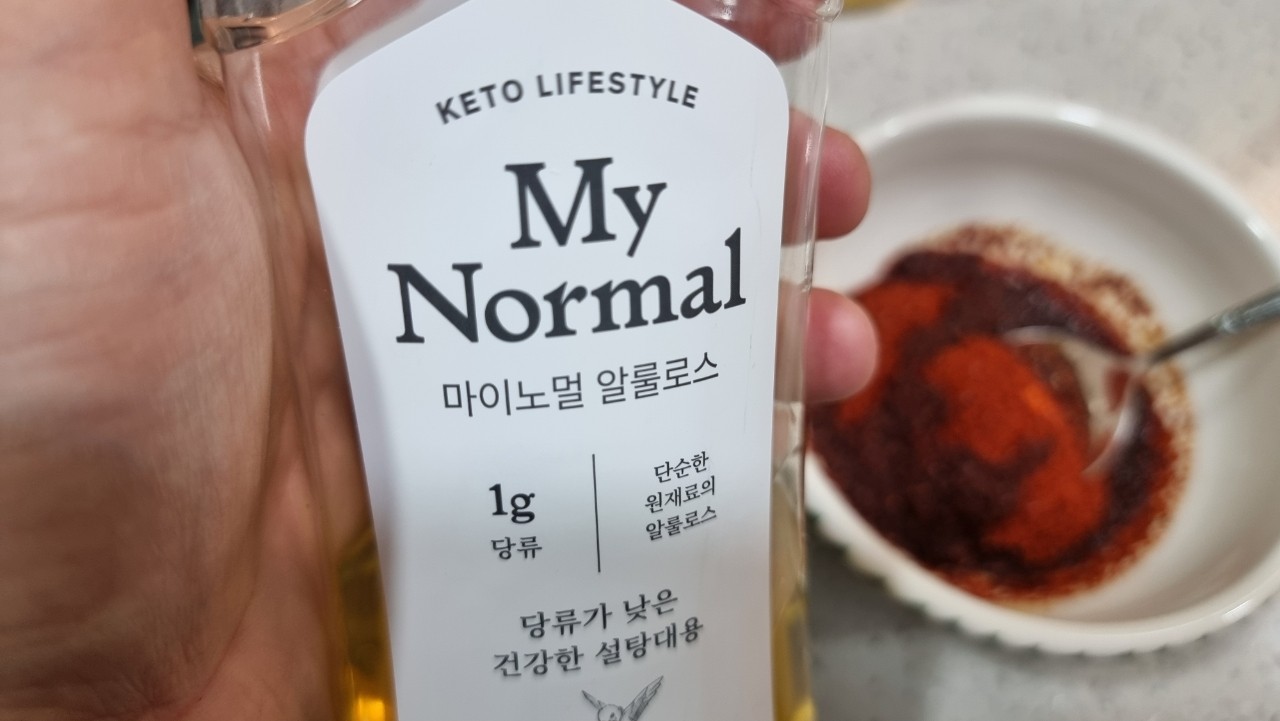 KETO LIFESTYLE
My
Normal
마이노멀 알룰로스
1g
당류
단순한
원재료의
알룰로스
당류가 낮은
건강한 설탕대용